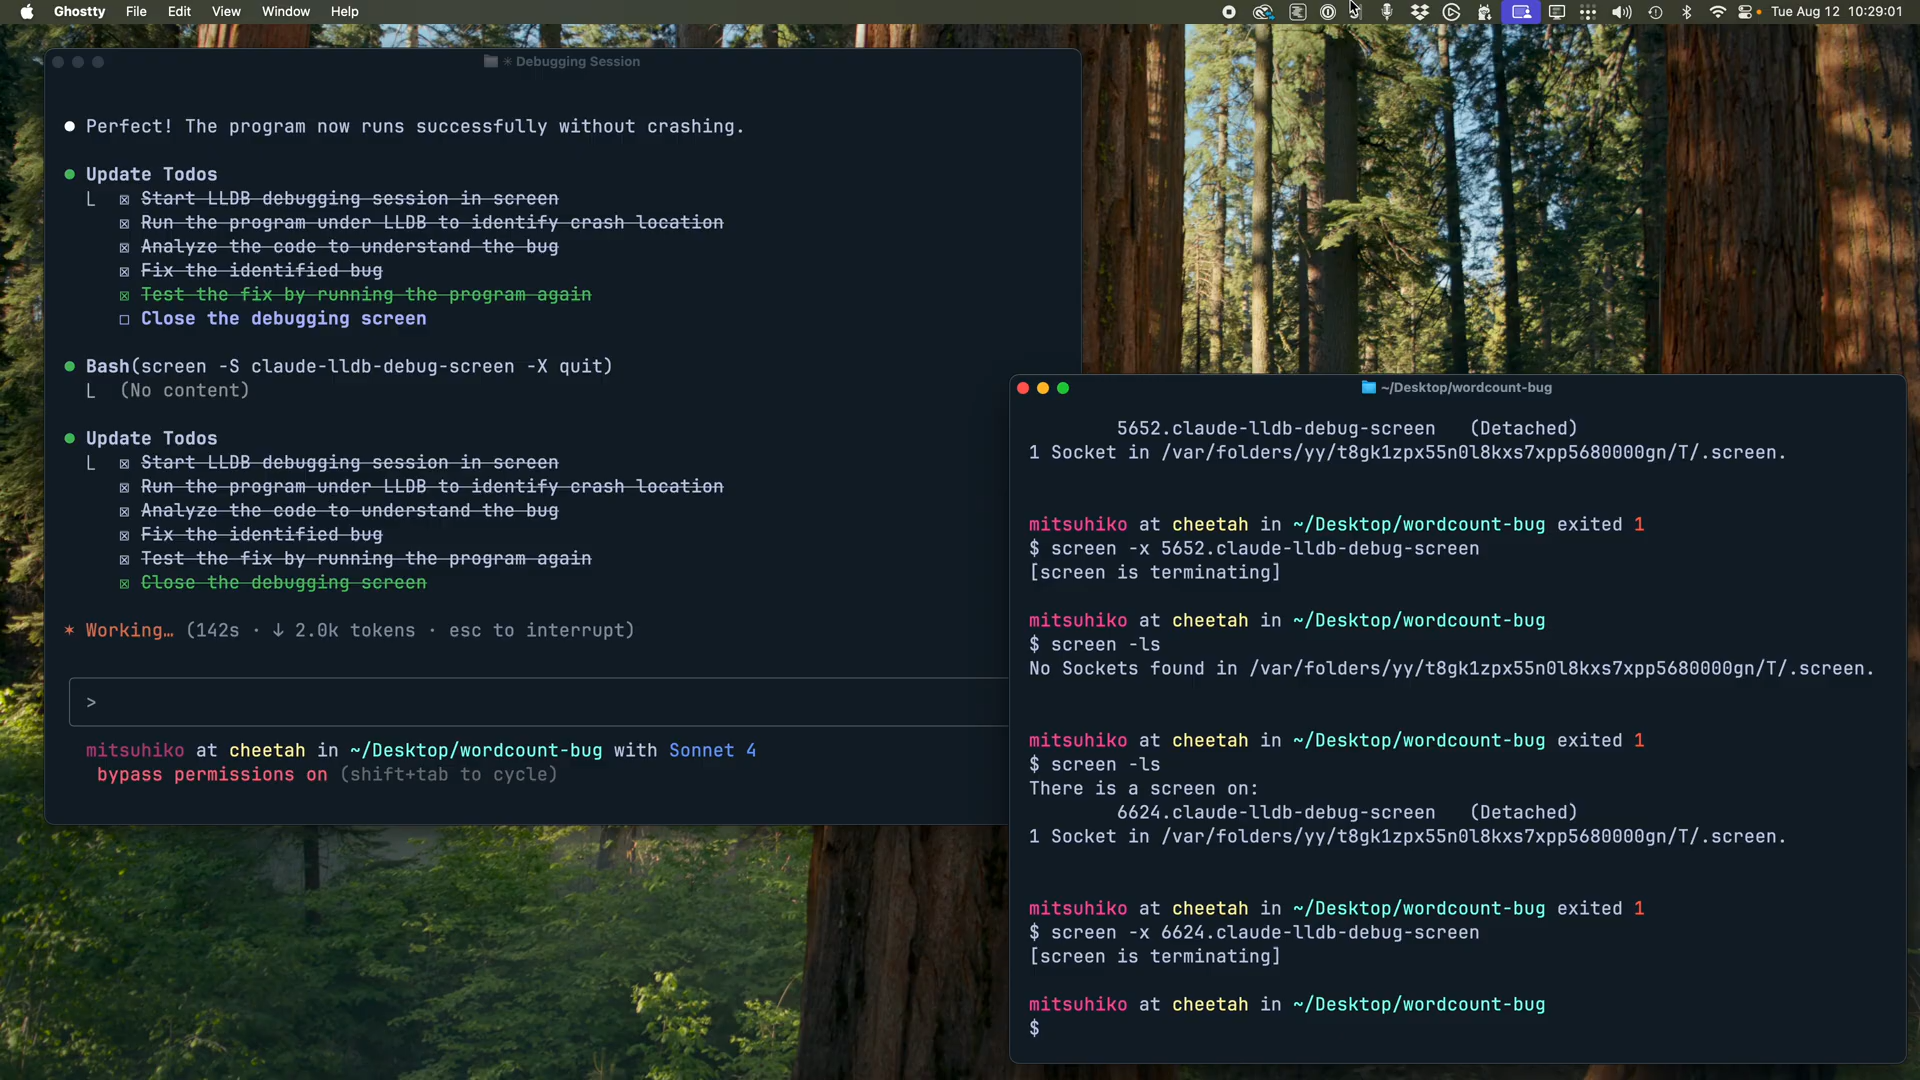 Ghostty File Edit View Window Help
Tue Aug 12 10:29:01
✳ Debugging Session
● Perfect! The program now runs successfully without crashing.
● Update Todos
⎿ ☒ Start LLDB debugging session in screen
☒ Run the program under LLDB to identify crash location
☒ Analyze the code to understand the bug
☒ Fix the identified bug
☒ Test the fix by running the program again
☐ Close the debugging screen
● Bash(screen -S claude-lldb-debug-screen -X quit)
⎿ (No content)
● Update Todos
⎿ ☒ Start LLDB debugging session in screen
☒ Run the program under LLDB to identify crash location
☒ Analyze the code to understand the bug
☒ Fix the identified bug
☒ Test the fix by running the program again
☒ Close the debugging screen
* Working… (142s · ↓ 2.0k tokens · esc to interrupt)
>
mitsuhiko at cheetah in ~/Desktop/wordcount-bug with Sonnet 4
bypass permissions on (shift+tab to cycle)
~/Desktop/wordcount-bug
5652.claude-lldb-debug-screen (Detached)
1 Socket in /var/folders/yy/t8gk1zpx55n0l8kxs7xpp5680000gn/T/.screen.
mitsuhiko at cheetah in ~/Desktop/wordcount-bug exited 1
$ screen -x 5652.claude-lldb-debug-screen
[screen is terminating]
mitsuhiko at cheetah in ~/Desktop/wordcount-bug
$ screen -ls
No Sockets found in /var/folders/yy/t8gk1zpx55n0l8kxs7xpp5680000gn/T/.screen.
mitsuhiko at cheetah in ~/Desktop/wordcount-bug exited 1
$ screen -ls
There is a screen on:
6624.claude-lldb-debug-screen (Detached)
1 Socket in /var/folders/yy/t8gk1zpx55n0l8kxs7xpp5680000gn/T/.screen.
mitsuhiko at cheetah in ~/Desktop/wordcount-bug exited 1
$ screen -x 6624.claude-lldb-debug-screen
[screen is terminating]
mitsuhiko at cheetah in ~/Desktop/wordcount-bug
$